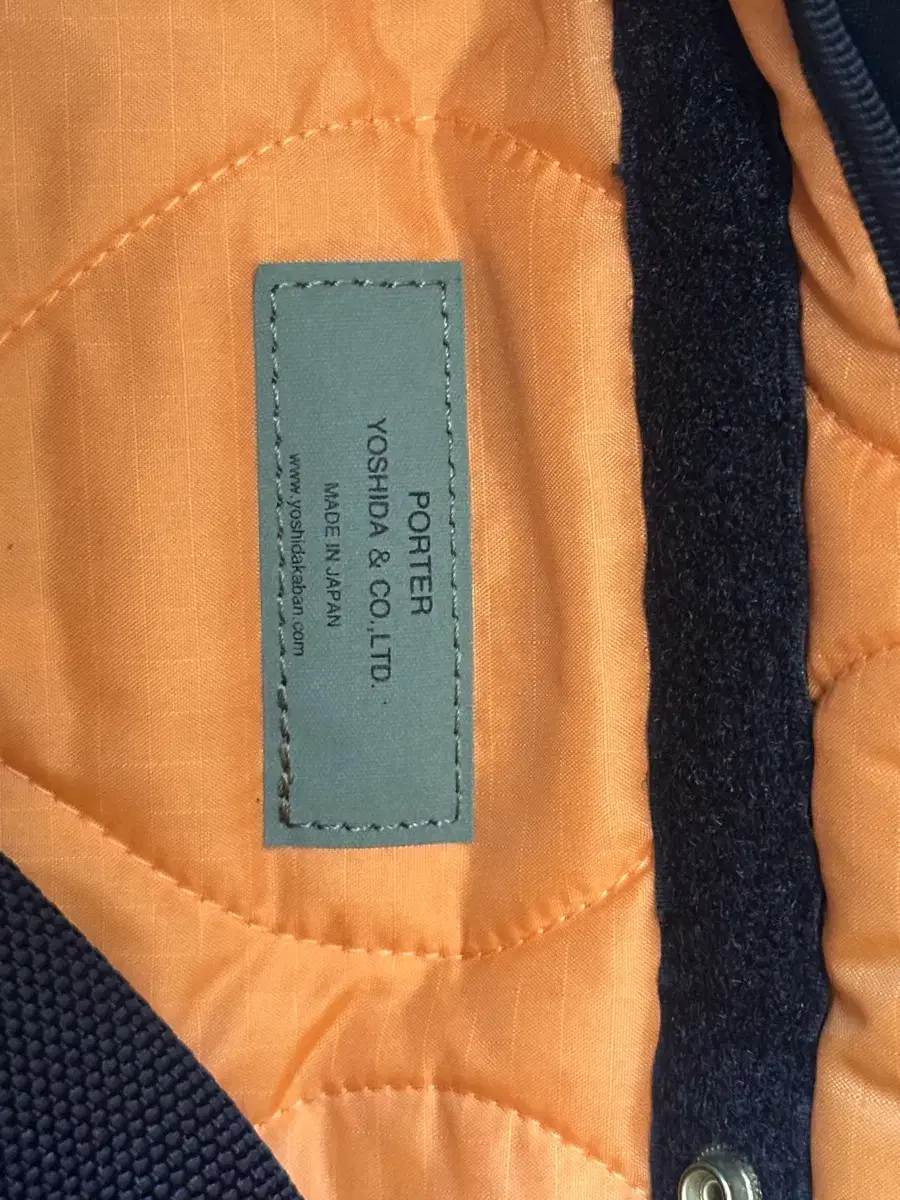 PORTER
YOSHIDA & CO.,LTD.
MADE IN JAPAN
www.yoshidakaban.com